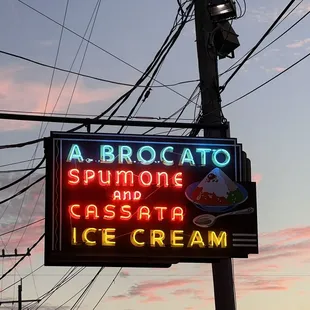 A. BROCATO
SPUMONE
AND
CASSATA
ICE CREAM